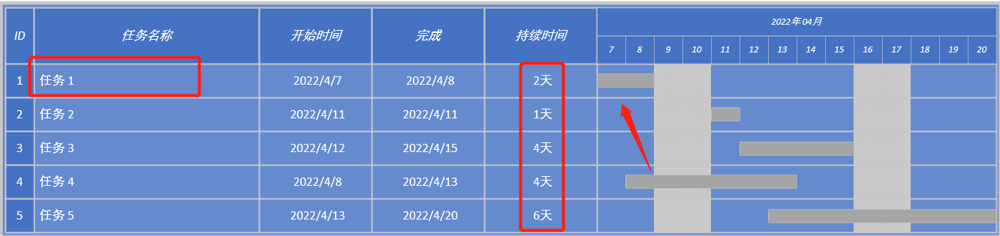 ID 任务名称 开始时间 完成 持续时间 2022年 04月
7 8 9 10 11 12 13 14 15 16 17 18 19 20
1 任务 1 2022/4/7 2022/4/8 2天
2 任务 2 2022/4/11 2022/4/11 1天
3 任务 3 2022/4/12 2022/4/15 4天
4 任务 4 2022/4/8 2022/4/13 4天
5 任务 5 2022/4/13 2022/4/20 6天